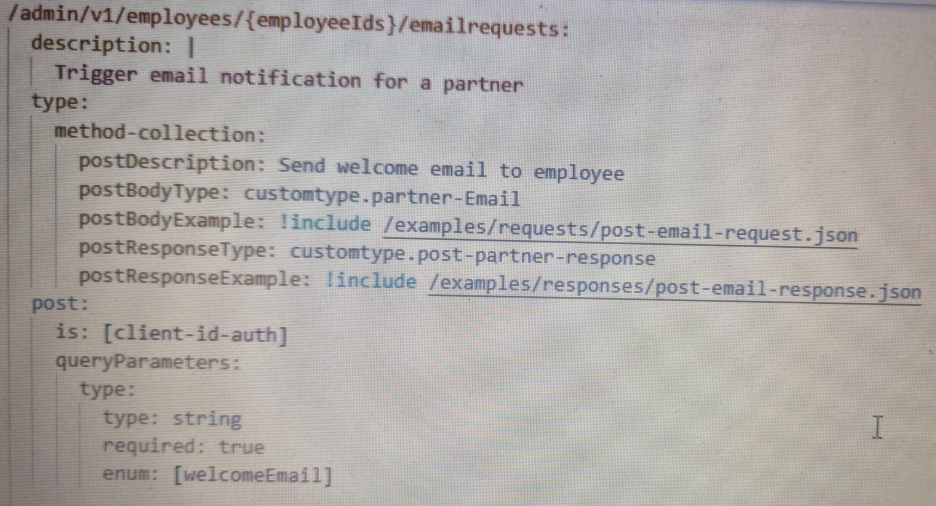 /admin/v1/employees/{employeeIds}/emailrequests:
description: |
Trigger email notification for a partner
type:
method-collection:
postDescription: Send welcome email to employee
postBodyType: customtype.partner-Email
postBodyExample: !include /examples/requests/post-email-request.json
postResponseType: customtype.post-partner-response
postResponseExample: !include /examples/responses/post-email-response.json
post:
is: [client-id-auth]
queryParameters:
type:
type: string
required: true
enum: [welcomeEmail]